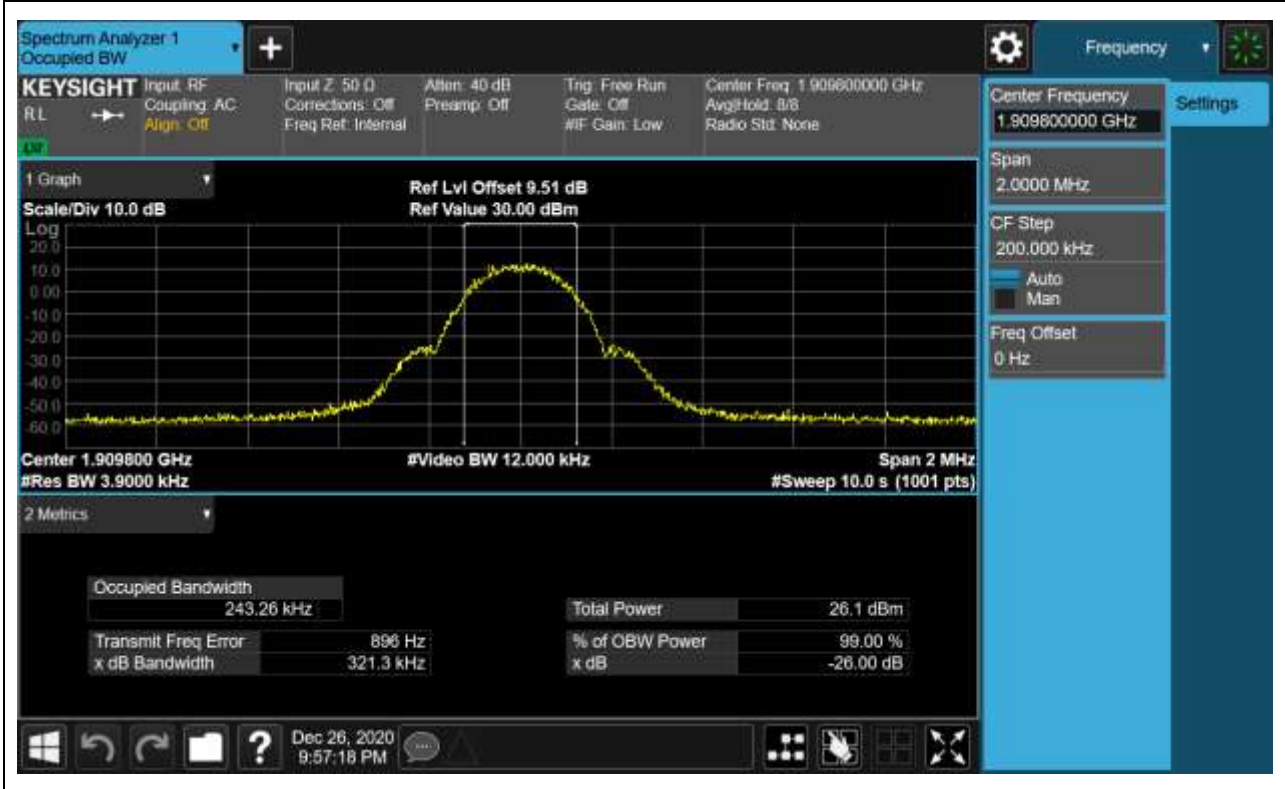 Spectrum Analyzer 1
Occupied BW
Frequency
KEYSIGHT
RL
Input: RF
Coupling: AC
Align: Off
Input Z: 50 Ω
Corrections: Off
Freq Ref: Internal
Atten: 40 dB
Preamp: Off
Trig: Free Run
Gate: Off
#IF Gain: Low
Center Freq: 1.909800000 GHz
Avg|Hold: 8/8
Radio Std: None
Center Frequency
1.909800000 GHz
Settings
Span
2.0000 MHz
CF Step
200.000 kHz
Auto
Man
Freq Offset
0 Hz
1 Graph
Scale/Div 10.0 dB
Ref Lvl Offset 9.51 dB
Ref Value 30.00 dBm
Log
20.0
10.0
0.00
-10.0
-20.0
-30.0
-40.0
-50.0
-60.0
Center 1.909800 GHz
#Video BW 12.000 kHz
Span 2 MHz
#Res BW 3.9000 kHz
#Sweep 10.0 s (1001 pts)
2 Metrics
Occupied Bandwidth
243.26 kHz
Total Power 26.1 dBm
Transmit Freq Error 896 Hz
% of OBW Power 99.00 %
x dB Bandwidth 321.3 kHz
x dB -26.00 dB
?
Dec 26, 2020
9:57:18 PM